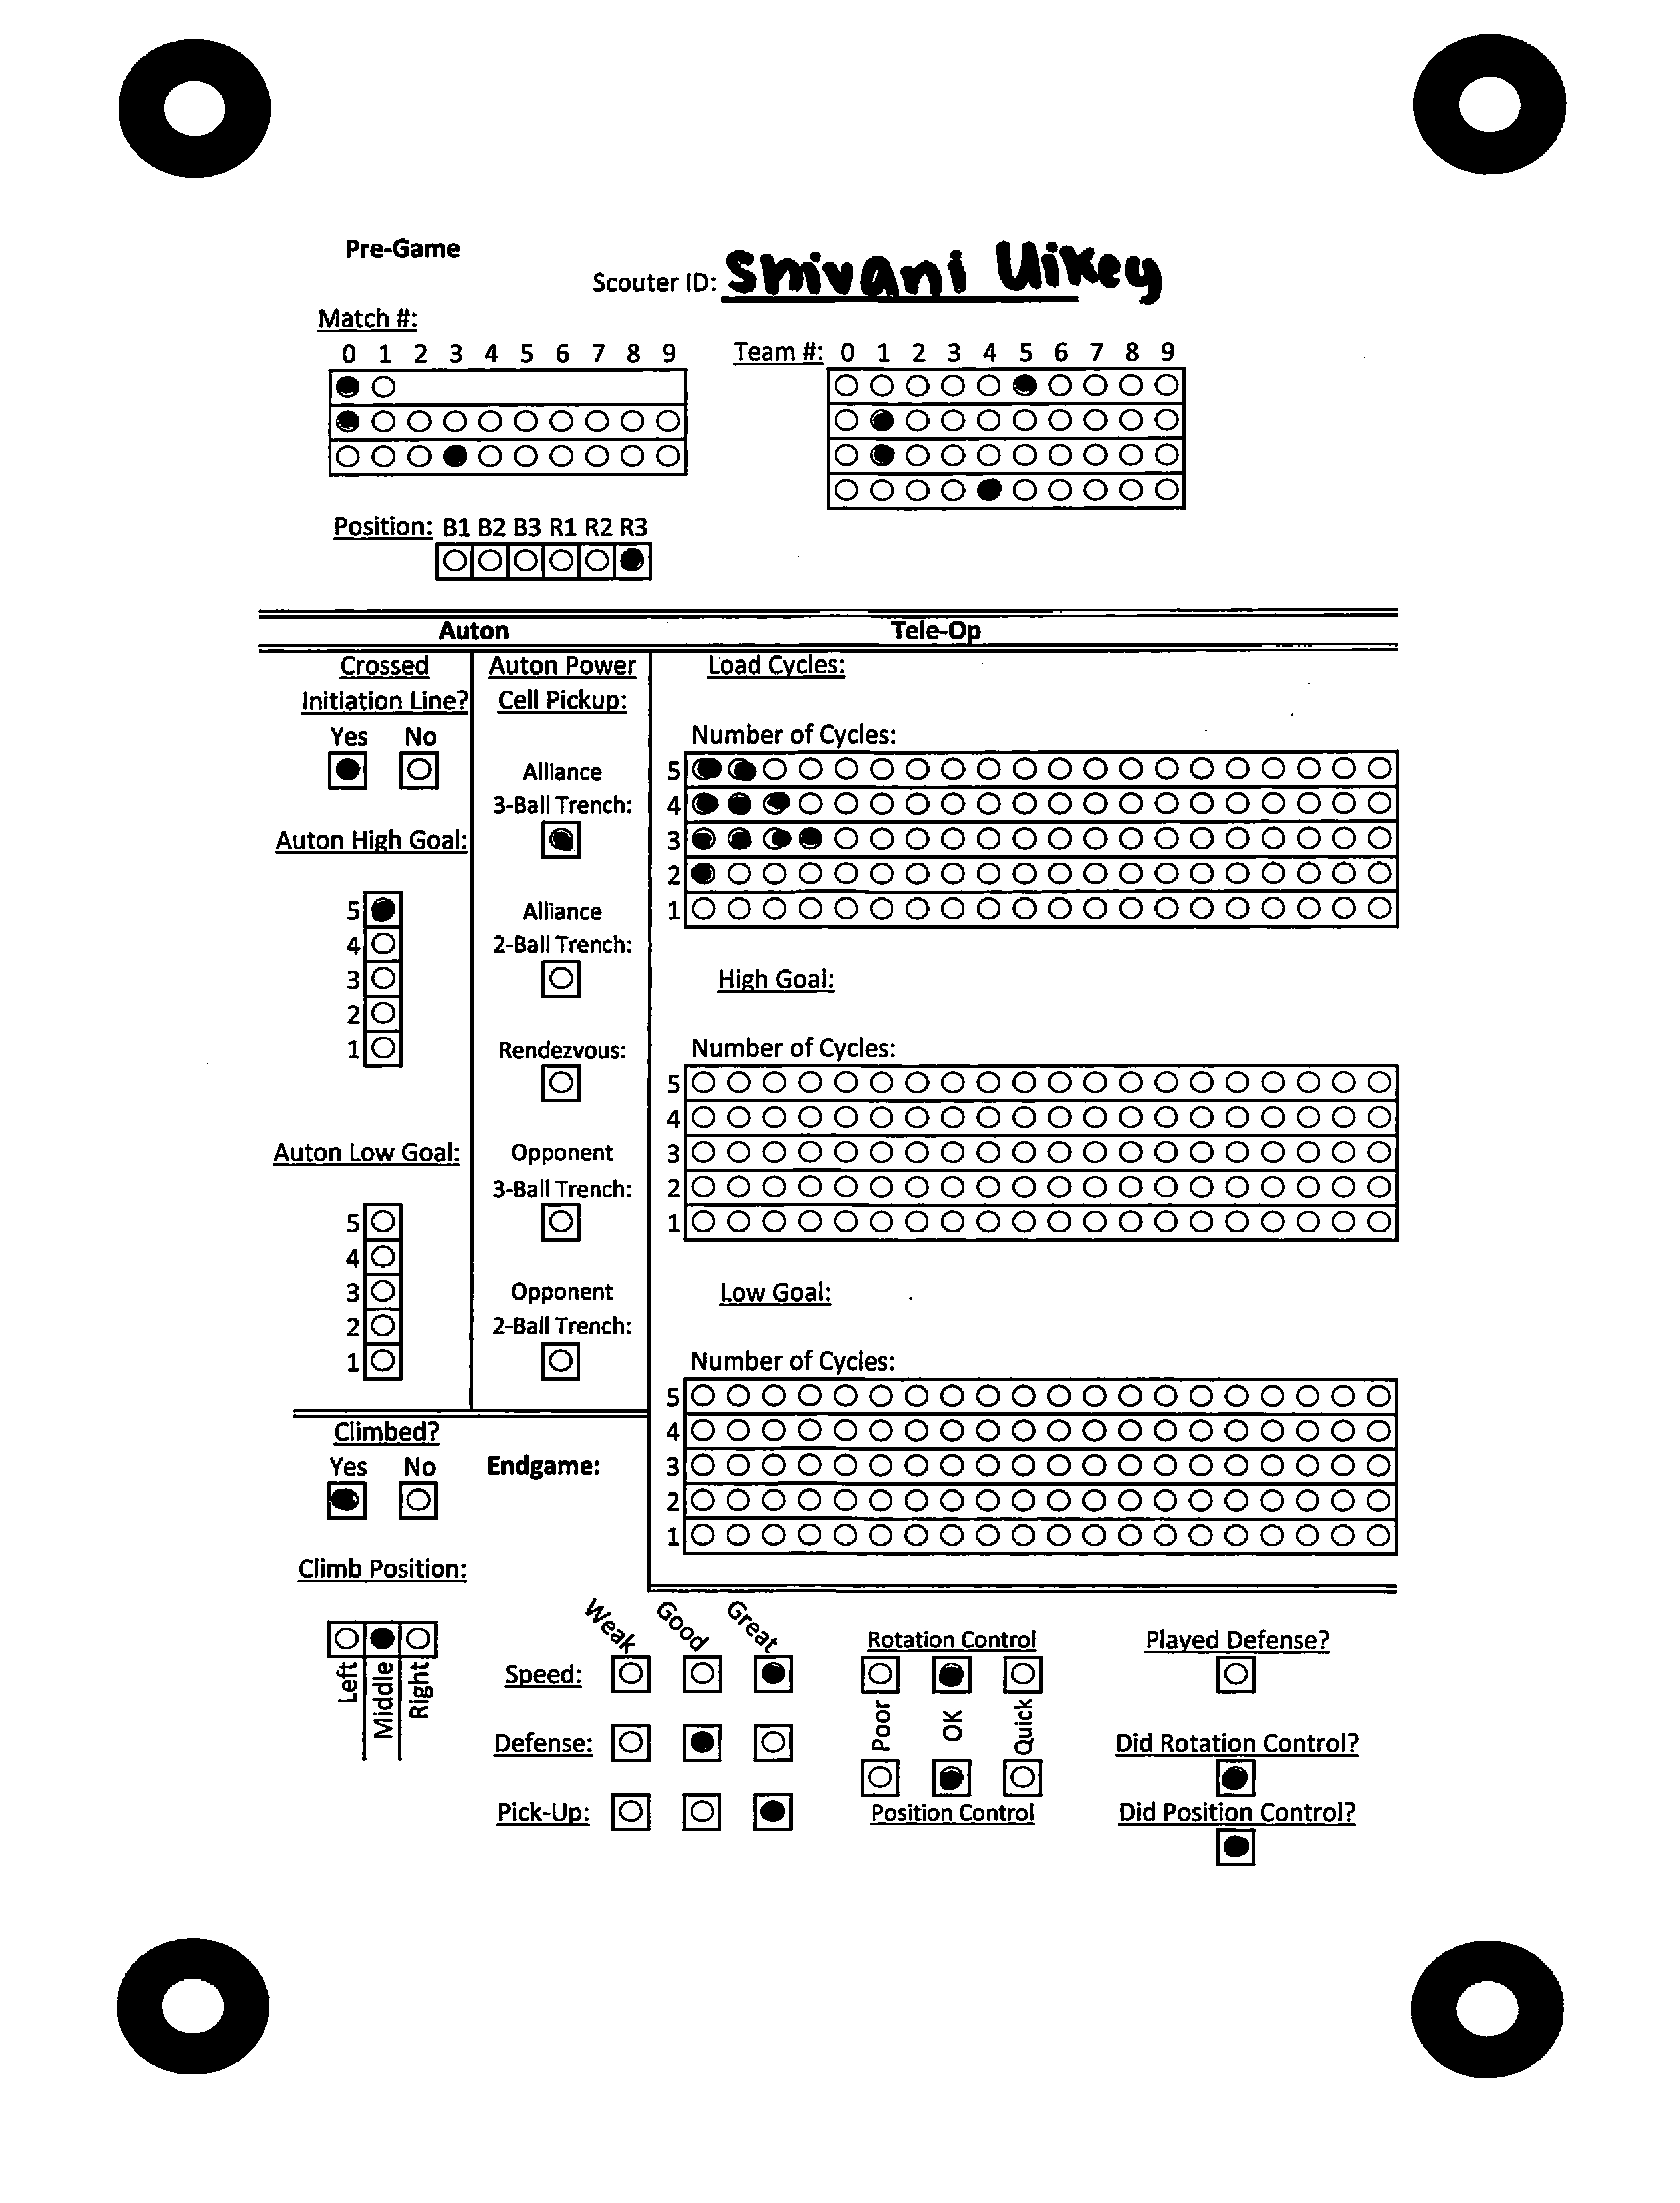 Pre-Game
Scouter ID: Shivani Uikey
Match #:
0 1 2 3 4 5 6 7 8 9
Team #: 0 1 2 3 4 5 6 7 8 9
Position: B1 B2 B3 R1 R2 R3
Auton
Tele-Op
Crossed
Initiation Line?
Yes No
Auton High Goal:
5
4
3
2
1
Auton Low Goal:
5
4
3
2
1
Auton Power
Cell Pickup:
Alliance
3-Ball Trench:
Alliance
2-Ball Trench:
Rendezvous:
Opponent
3-Ball Trench:
Opponent
2-Ball Trench:
Load Cycles:
Number of Cycles:
5
4
3
2
1
High Goal:
Number of Cycles:
5
4
3
2
1
Low Goal:
Number of Cycles:
5
4
3
2
1
Climbed?
Yes No
Endgame:
Climb Position:
Left
Middle
Right
Weak Good Great
Speed:
Defense:
Pick-Up:
Rotation Control
Poor OK Quick
Position Control
Played Defense?
Did Rotation Control?
Did Position Control?